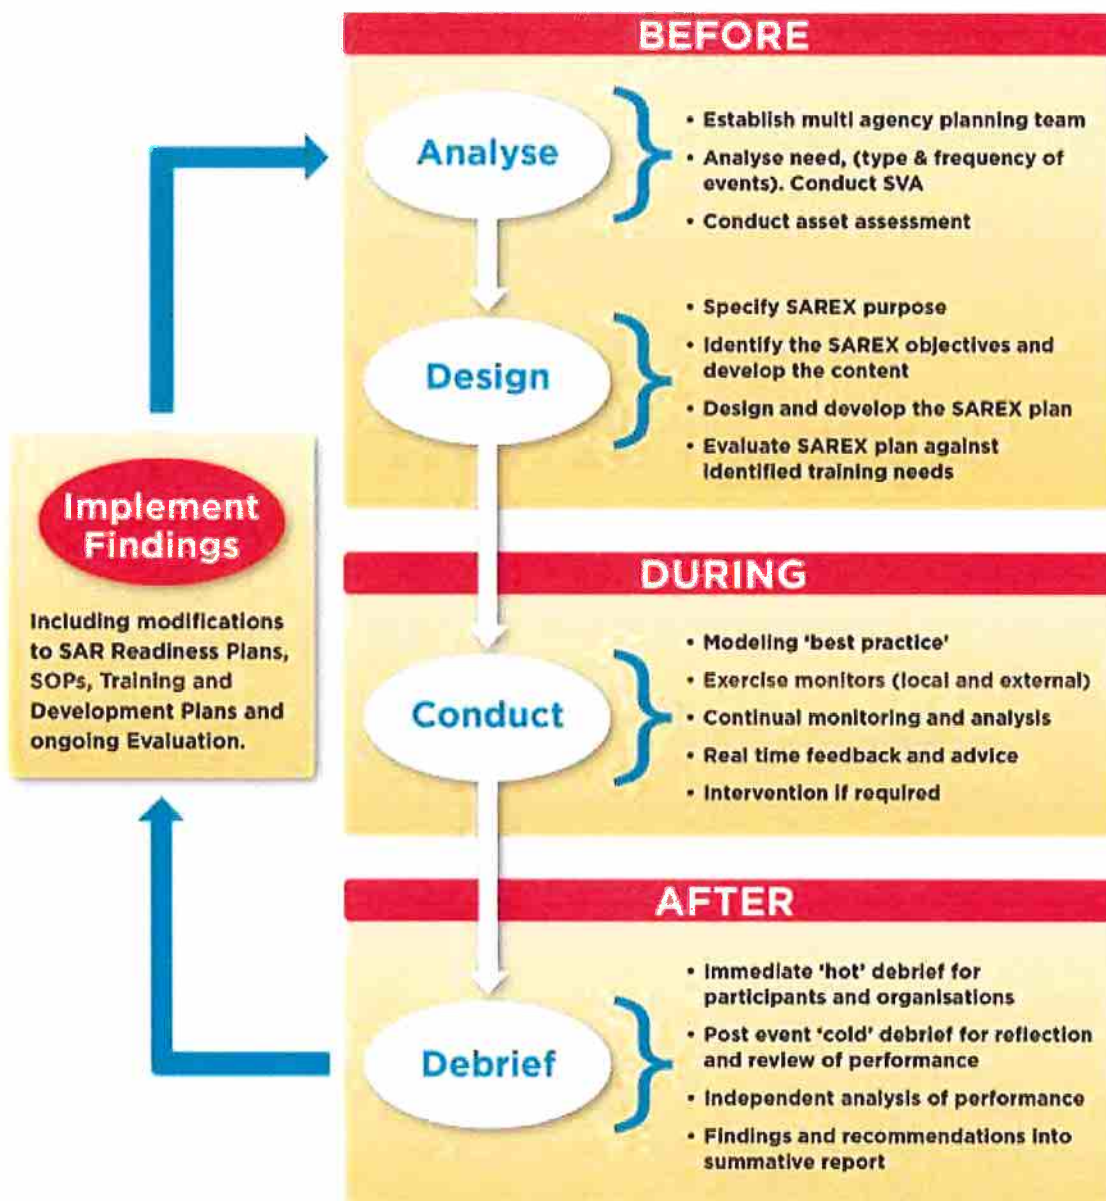 BEFORE
Analyse
• Establish multi agency planning team
• Analyse need, (type & frequency of
events). Conduct SVA
• Conduct asset assessment
Design
• Specify SAREX purpose
• Identify the SAREX objectives and
develop the content
• Design and develop the SAREX plan
• Evaluate SAREX plan against
identified training needs
Implement
Findings
Including modifications
to SAR Readiness Plans,
SOPs, Training and
Development Plans and
ongoing Evaluation.
DURING
Conduct
• Modeling 'best practice'
• Exercise monitors (local and external)
• Continual monitoring and analysis
• Real time feedback and advice
• Intervention if required
AFTER
Debrief
• Immediate 'hot' debrief for
participants and organisations
• Post event 'cold' debrief for reflection
and review of performance
• Independent analysis of performance
• Findings and recommendations into
summative report